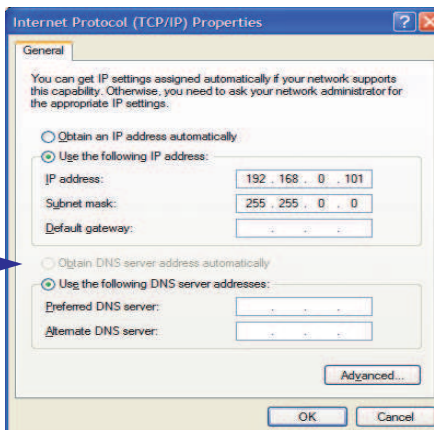 Internet Protocol (TCP/IP) Properties
General
You can get IP settings assigned automatically if your network supports
this capability. Otherwise, you need to ask your network administrator for
the appropriate IP settings.
Obtain an IP address automatically
Use the following IP address:
IP address: 192 . 168 . 0 . 101
Subnet mask: 255 . 255 . 0 . 0
Default gateway: . . .
Obtain DNS server address automatically
Use the following DNS server addresses:
Preferred DNS server: . . .
Alternate DNS server: . . .
Advanced...
OK Cancel